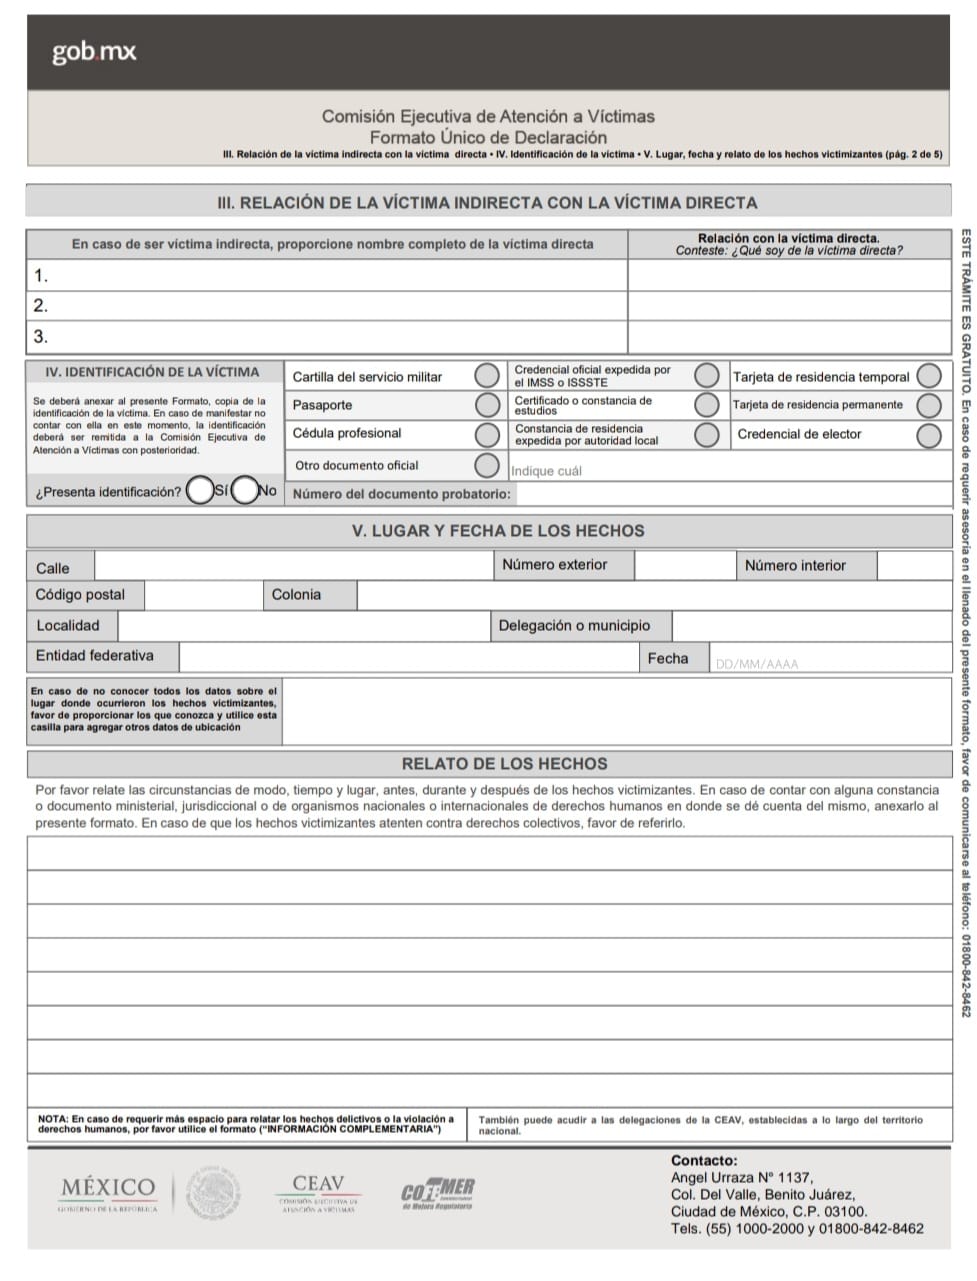 gob.mx
Comisión Ejecutiva de Atención a Víctimas
Formato Único de Declaración
III. Relación de la víctima indirecta con la víctima directa • IV. Identificación de la víctima • V. Lugar, fecha y relato de los hechos victimizantes (pág. 2 de 5)
III. RELACIÓN DE LA VÍCTIMA INDIRECTA CON LA VÍCTIMA DIRECTA
En caso de ser víctima indirecta, proporcione nombre completo de la víctima directa
Relación con la víctima directa.
Conteste: ¿Qué soy de la víctima directa?
1.
2.
3.
IV. IDENTIFICACIÓN DE LA VÍCTIMA
Se deberá anexar al presente Formato, copia de la
identificación de la víctima. En caso de manifestar no
contar con ella en este momento, la identificación
deberá ser remitida a la Comisión Ejecutiva de
Atención a Víctimas con posterioridad.
¿Presenta identificación? Sí No
Cartilla del servicio militar
Pasaporte
Cédula profesional
Otro documento oficial
Credencial oficial expedida por
el IMSS o ISSSTE
Certificado o constancia de
estudios
Constancia de residencia
expedida por autoridad local
Indique cuál
Tarjeta de residencia temporal
Tarjeta de residencia permanente
Credencial de elector
Número del documento probatorio:
V. LUGAR Y FECHA DE LOS HECHOS
Calle
Número exterior
Número interior
Código postal
Colonia
Localidad
Delegación o municipio
Entidad federativa
Fecha
DD/MM/AAAA
En caso de no conocer todos los datos sobre el
lugar donde ocurrieron los hechos victimizantes,
favor de proporcionar los que conozca y utilice esta
casilla para agregar otros datos de ubicación
RELATO DE LOS HECHOS
Por favor relate las circunstancias de modo, tiempo y lugar, antes, durante y después de los hechos victimizantes. En caso de contar con alguna constancia
o documento ministerial, jurisdiccional o de organismos nacionales o internacionales de derechos humanos en donde se dé cuenta del mismo, anexarlo al
presente formato. En caso de que los hechos victimizantes atenten contra derechos colectivos, favor de referirlo.
NOTA: En caso de requerir más espacio para relatar los hechos delictivos o la violación a
derechos humanos, por favor utilice el formato ("INFORMACIÓN COMPLEMENTARIA")
También puede acudir a las delegaciones de la CEAV, establecidas a lo largo del territorio
nacional.
ESTE TRÁMITE ES GRATUITO. En caso de requerir asesoría en el llenado del presente formato, favor de comunicarse al teléfono: 01800-842-8462
MÉXICO
GOBIERNO DE LA REPÚBLICA
CEAV
COMISIÓN EJECUTIVA DE
ATENCIÓN A VÍCTIMAS
COFEMER
de Mejora Regulatoria
Contacto:
Angel Urraza N° 1137,
Col. Del Valle, Benito Juárez,
Ciudad de México, C.P. 03100.
Tels. (55) 1000-2000 y 01800-842-8462